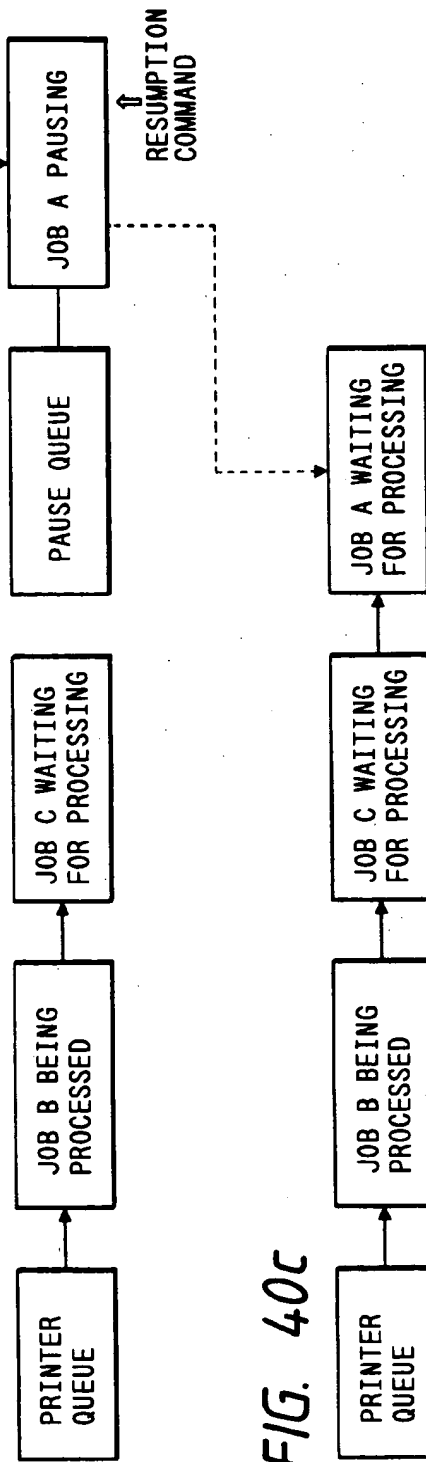 PRINTER
QUEUE
JOB B BEING
PROCESSED
JOB C WAITING
FOR PROCESSING
PAUSE QUEUE
JOB A PAUSING
⇧
RESUMPTION
COMMAND
FIG. 40c
PRINTER
QUEUE
JOB B BEING
PROCESSED
JOB C WAITING
FOR PROCESSING
JOB A WAITING
FOR PROCESSING